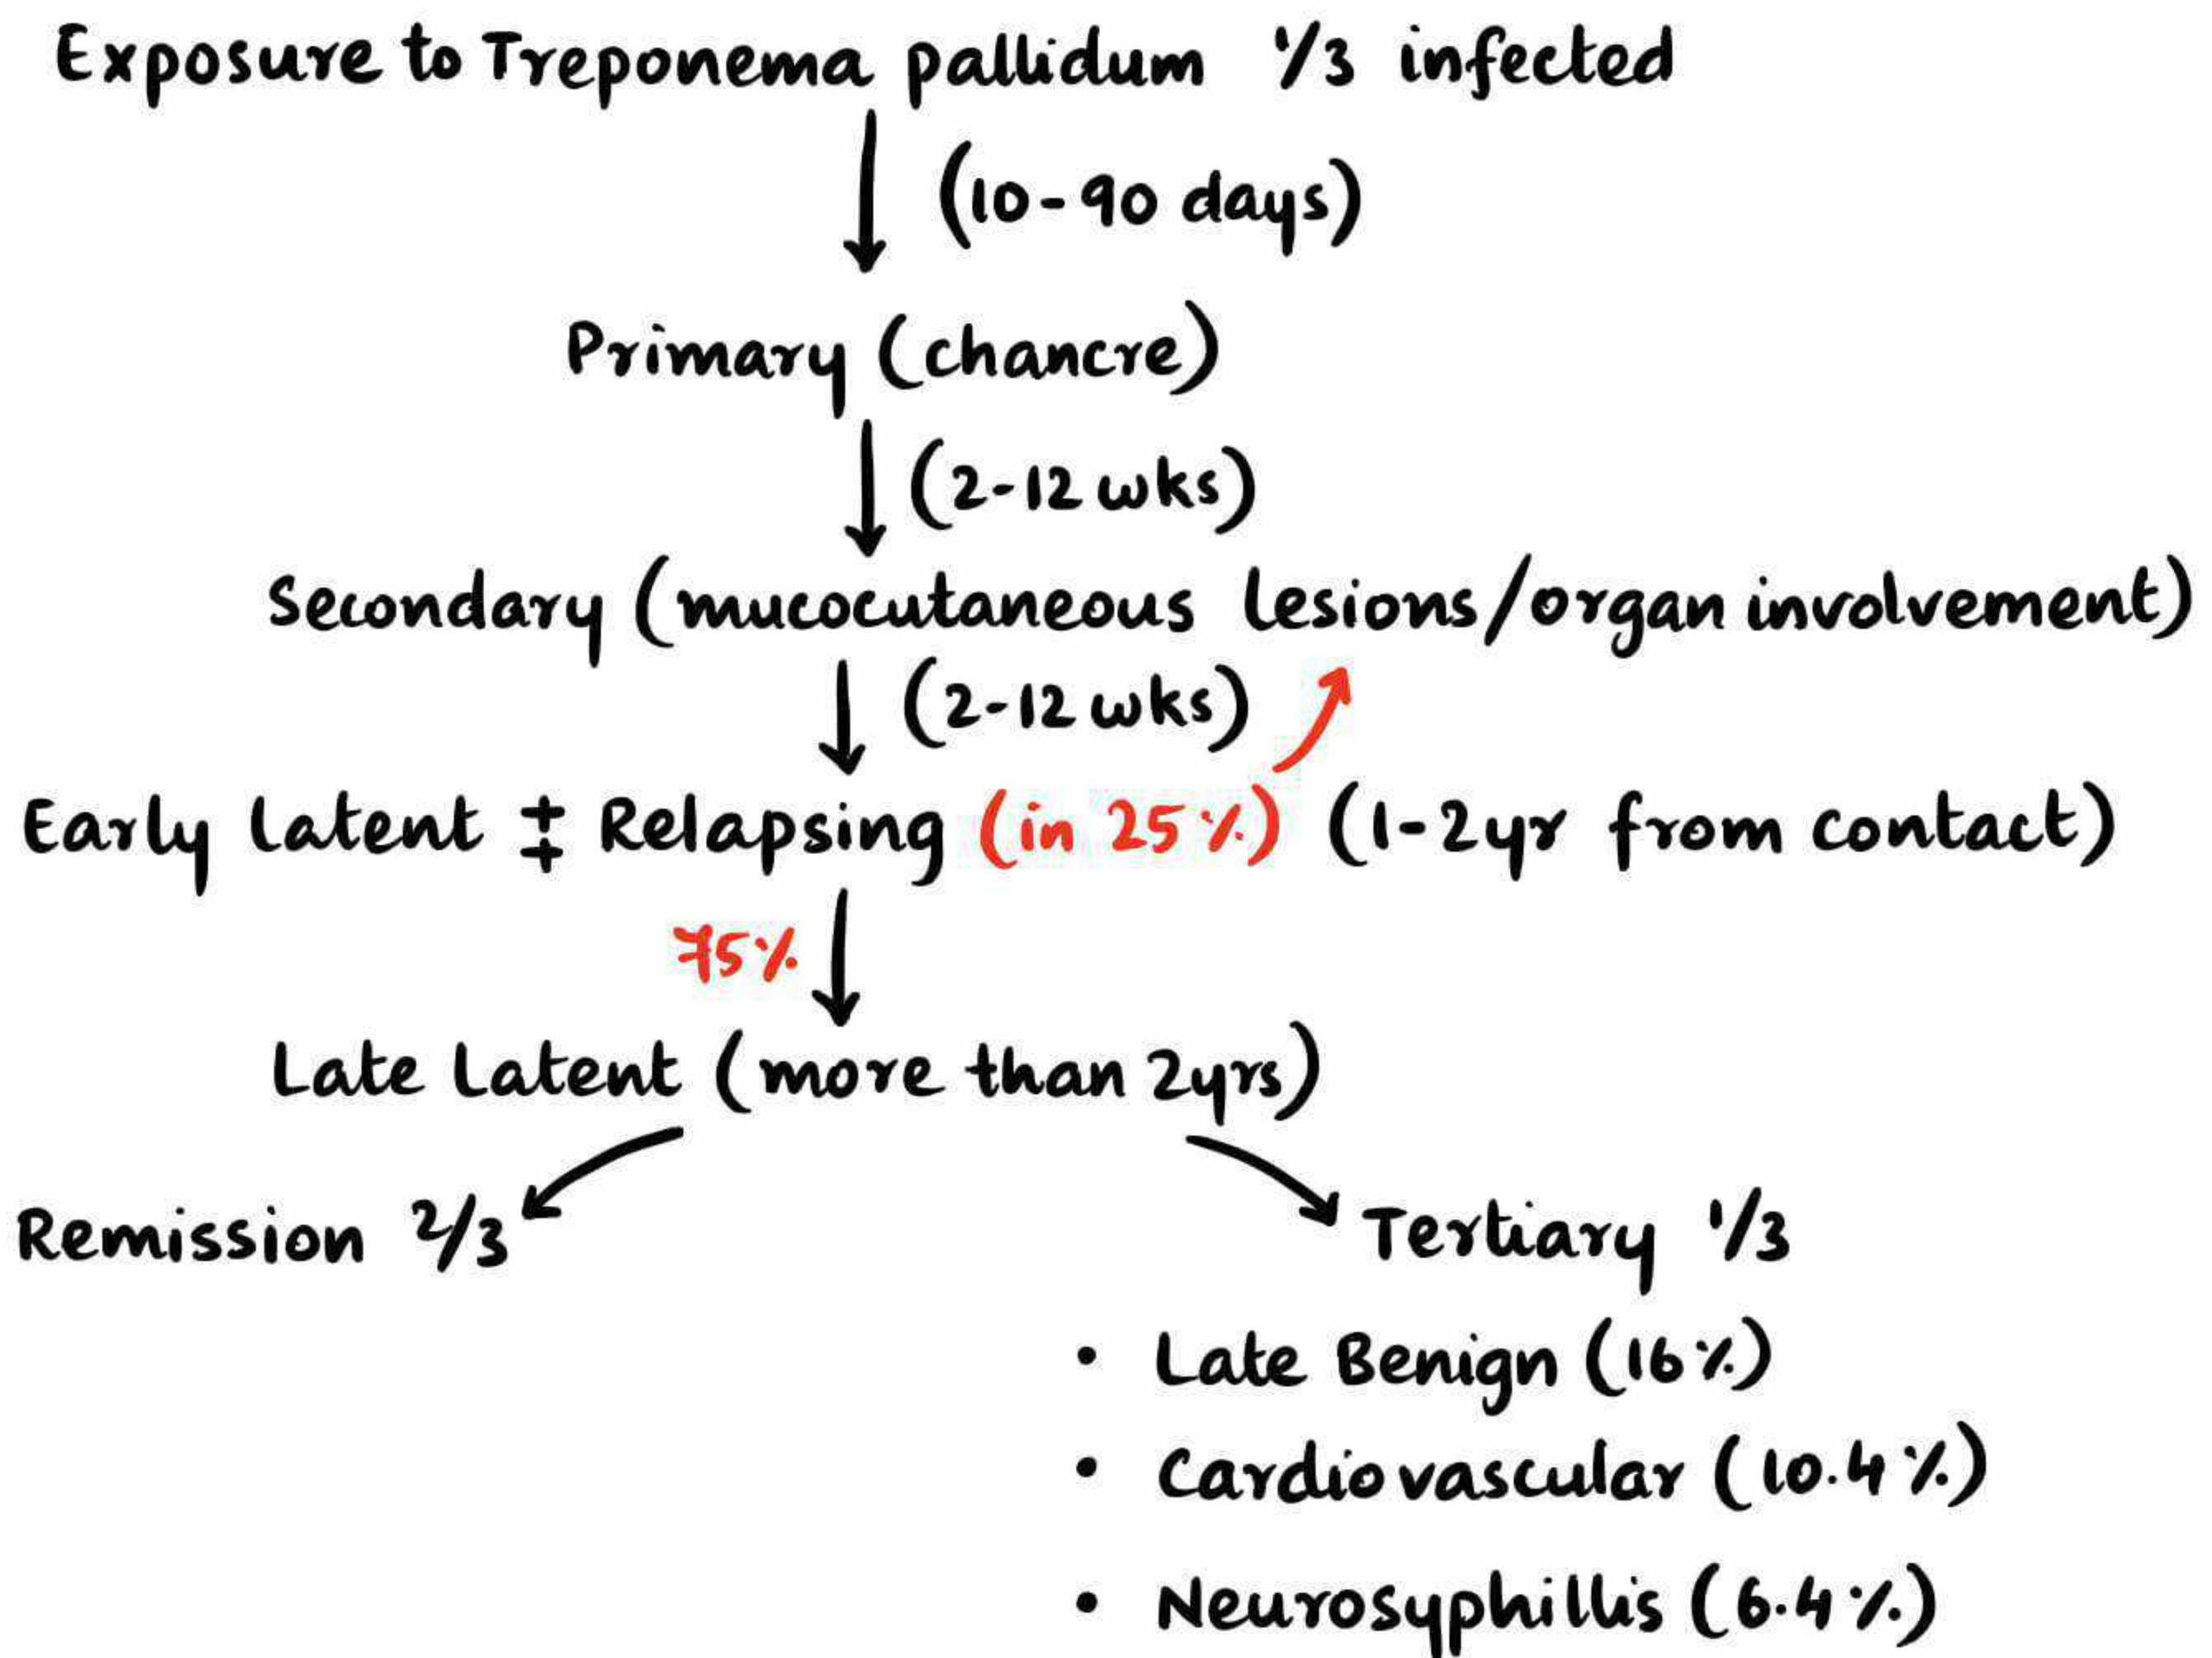 Exposure to Treponema pallidum 1/3 infected
(10-90 days)
Primary (chancre)
(2-12 wks)
Secondary (mucocutaneous lesions/organ involvement)
(2-12 wks)
Early latent ‡ Relapsing (in 25%) (1-2yr from contact)
75%
Late Latent (more than 2yrs)
Remission 2/3
Tertiary 1/3
• Late Benign (16%)
• Cardiovascular (10.4%)
• Neurosyphillis (6.4%)